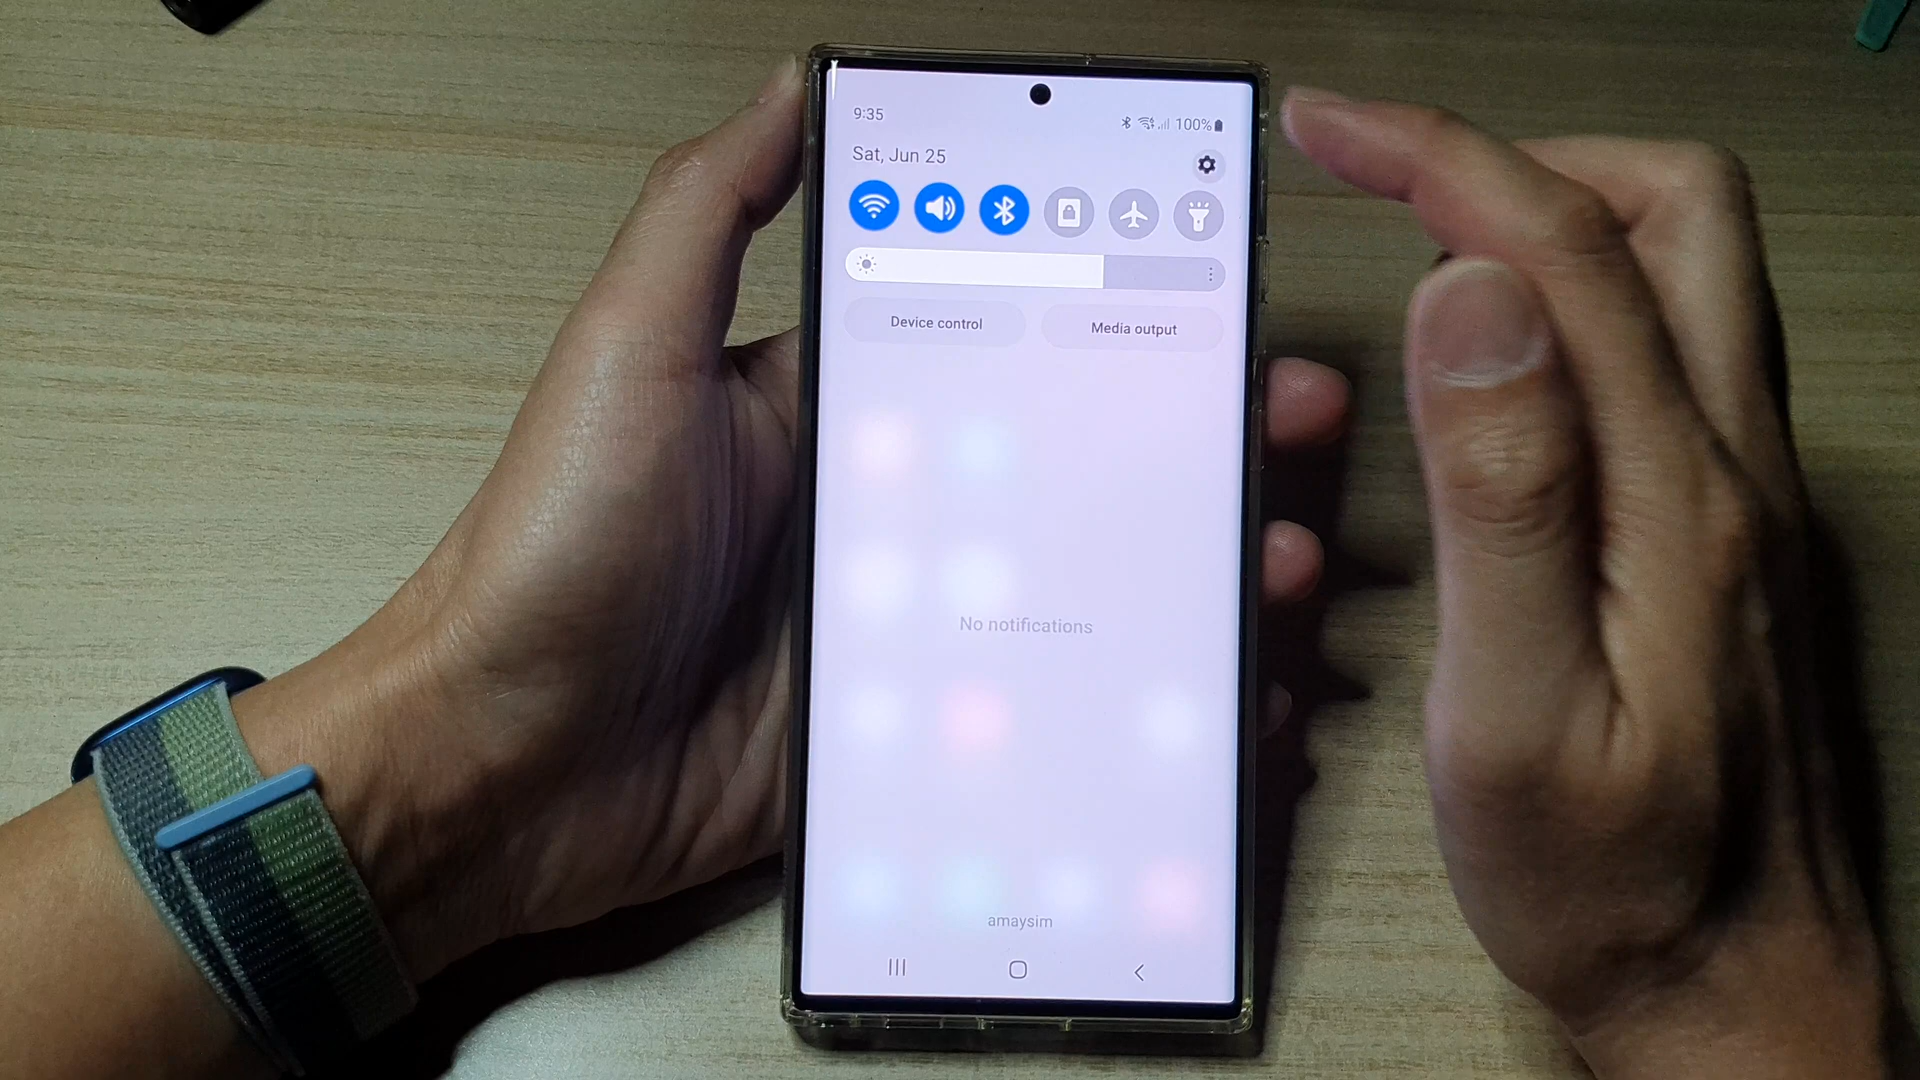 9:35
100%
Sat, Jun 25
Device control
Media output
No notifications
amaysim